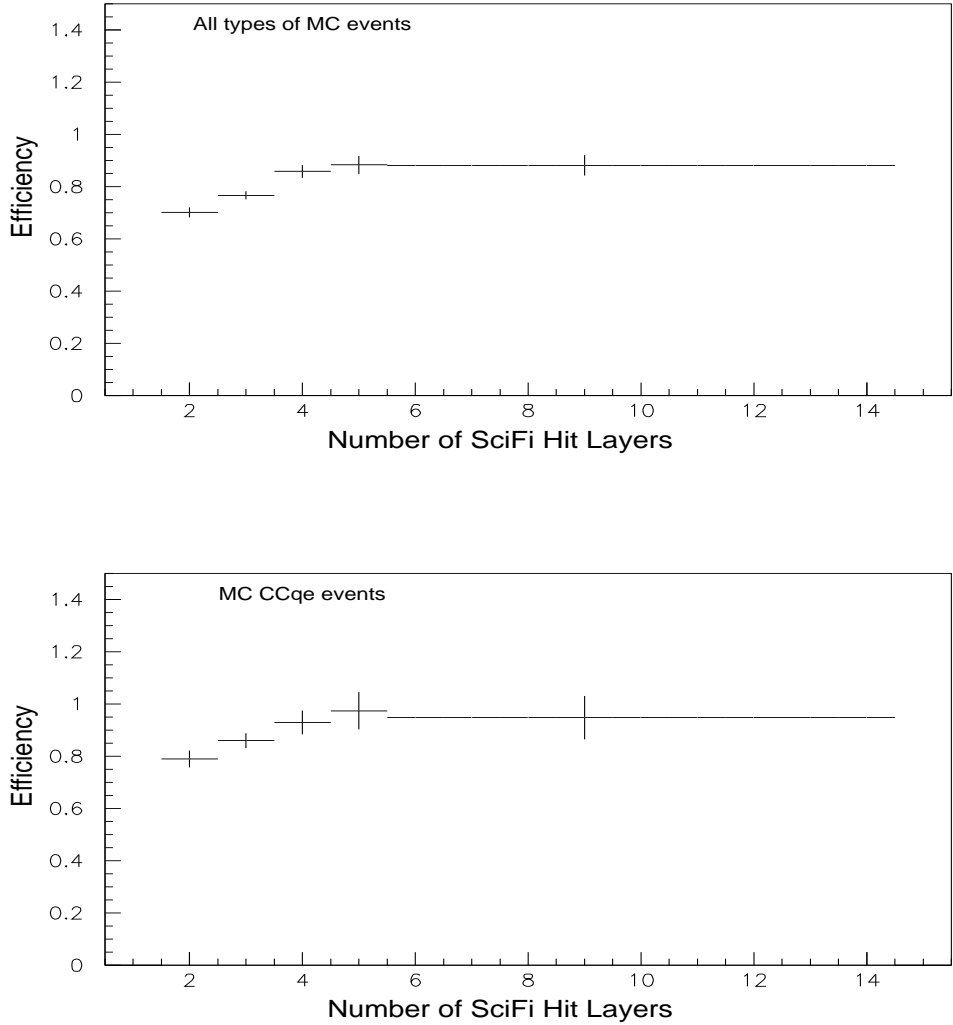 All types of MC events
1.4
1.2
1
0.8
0.6
0.4
0.2
0
Efficiency
2 4 6 8 10 12 14
Number of SciFi Hit Layers
MC CCqe events
1.4
1.2
1
0.8
0.6
0.4
0.2
0
Efficiency
2 4 6 8 10 12 14
Number of SciFi Hit Layers